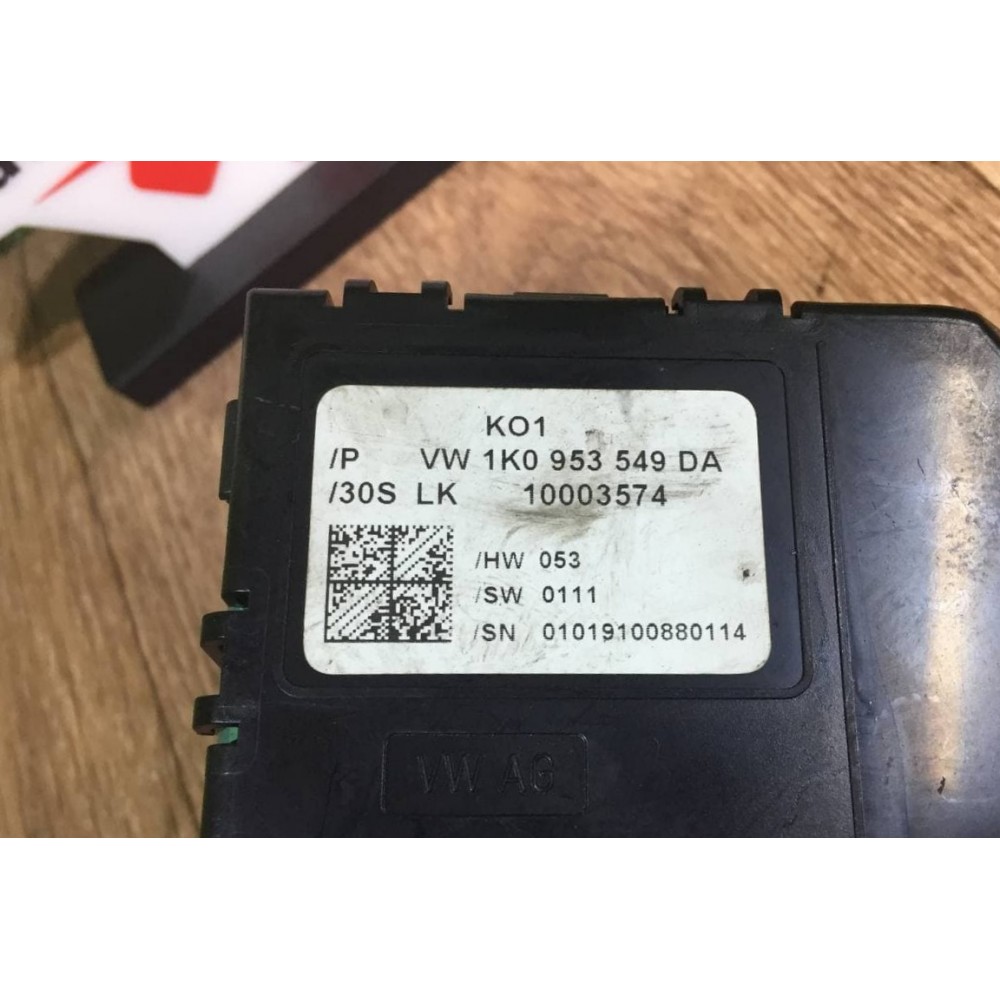 KO1
/P VW 1K0 953 549 DA
/30S LK 10003574
/HW 053
/SW 0111
/SN 01019100880114
VW AG